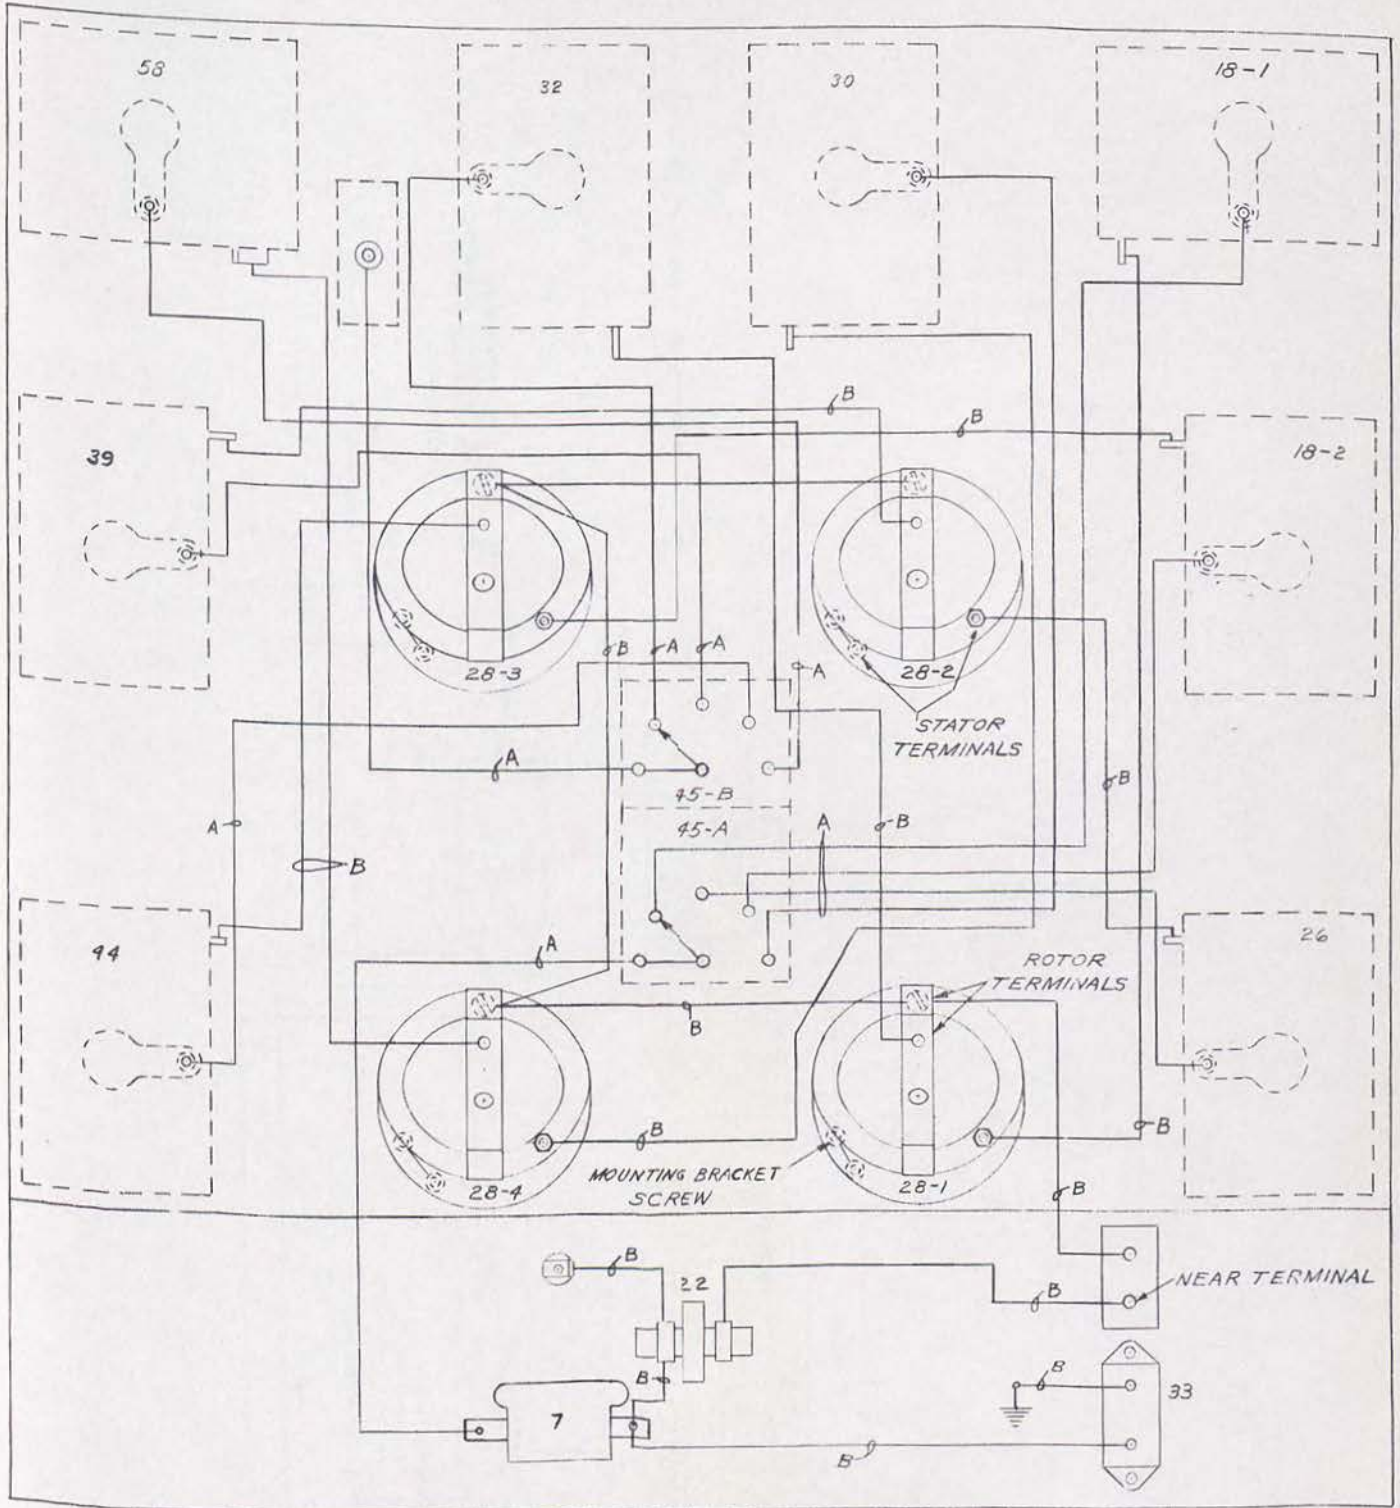 58
32
30
18-1
B
B
39
18-2
28-3
B
A
A
A
28-2
STATOR
TERMINALS
A
45-B
B
A
45-A
A
B
B
44
A
26
ROTOR
TERMINALS
B
B
B
MOUNTING BRACKET
SCREW
28-4
28-1
B
B
22
NEAR TERMINAL
B
B
B
33
7
B